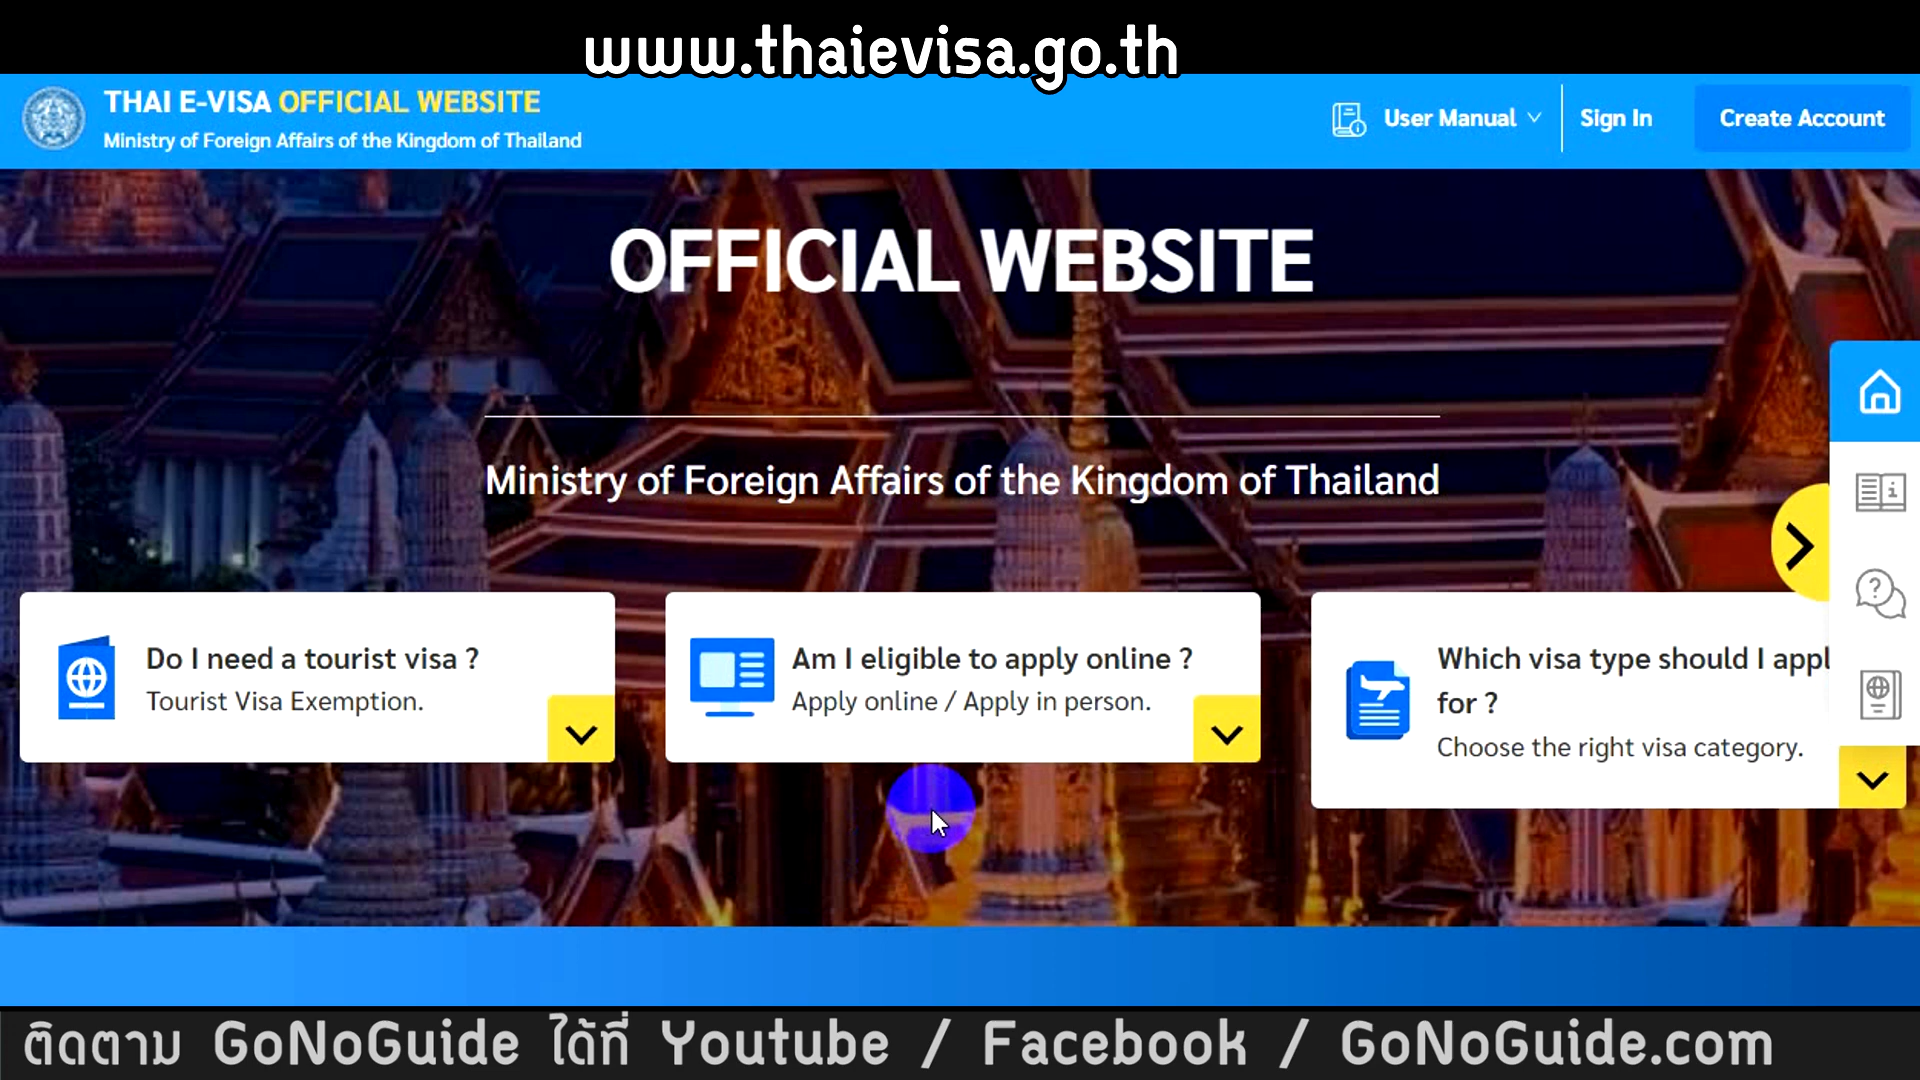 www.thaievisa.go.th
THAI E-VISA OFFICIAL WEBSITE
Ministry of Foreign Affairs of the Kingdom of Thailand
User Manual
Sign In
Create Account
OFFICIAL WEBSITE
Ministry of Foreign Affairs of the Kingdom of Thailand
Do I need a tourist visa ?
Tourist Visa Exemption.
Am I eligible to apply online ?
Apply online / Apply in person.
Which visa type should I appl
for ?
Choose the right visa category.
ติดตาม GoNoGuide ได้ที่ Youtube / Facebook / GoNoGuide.com